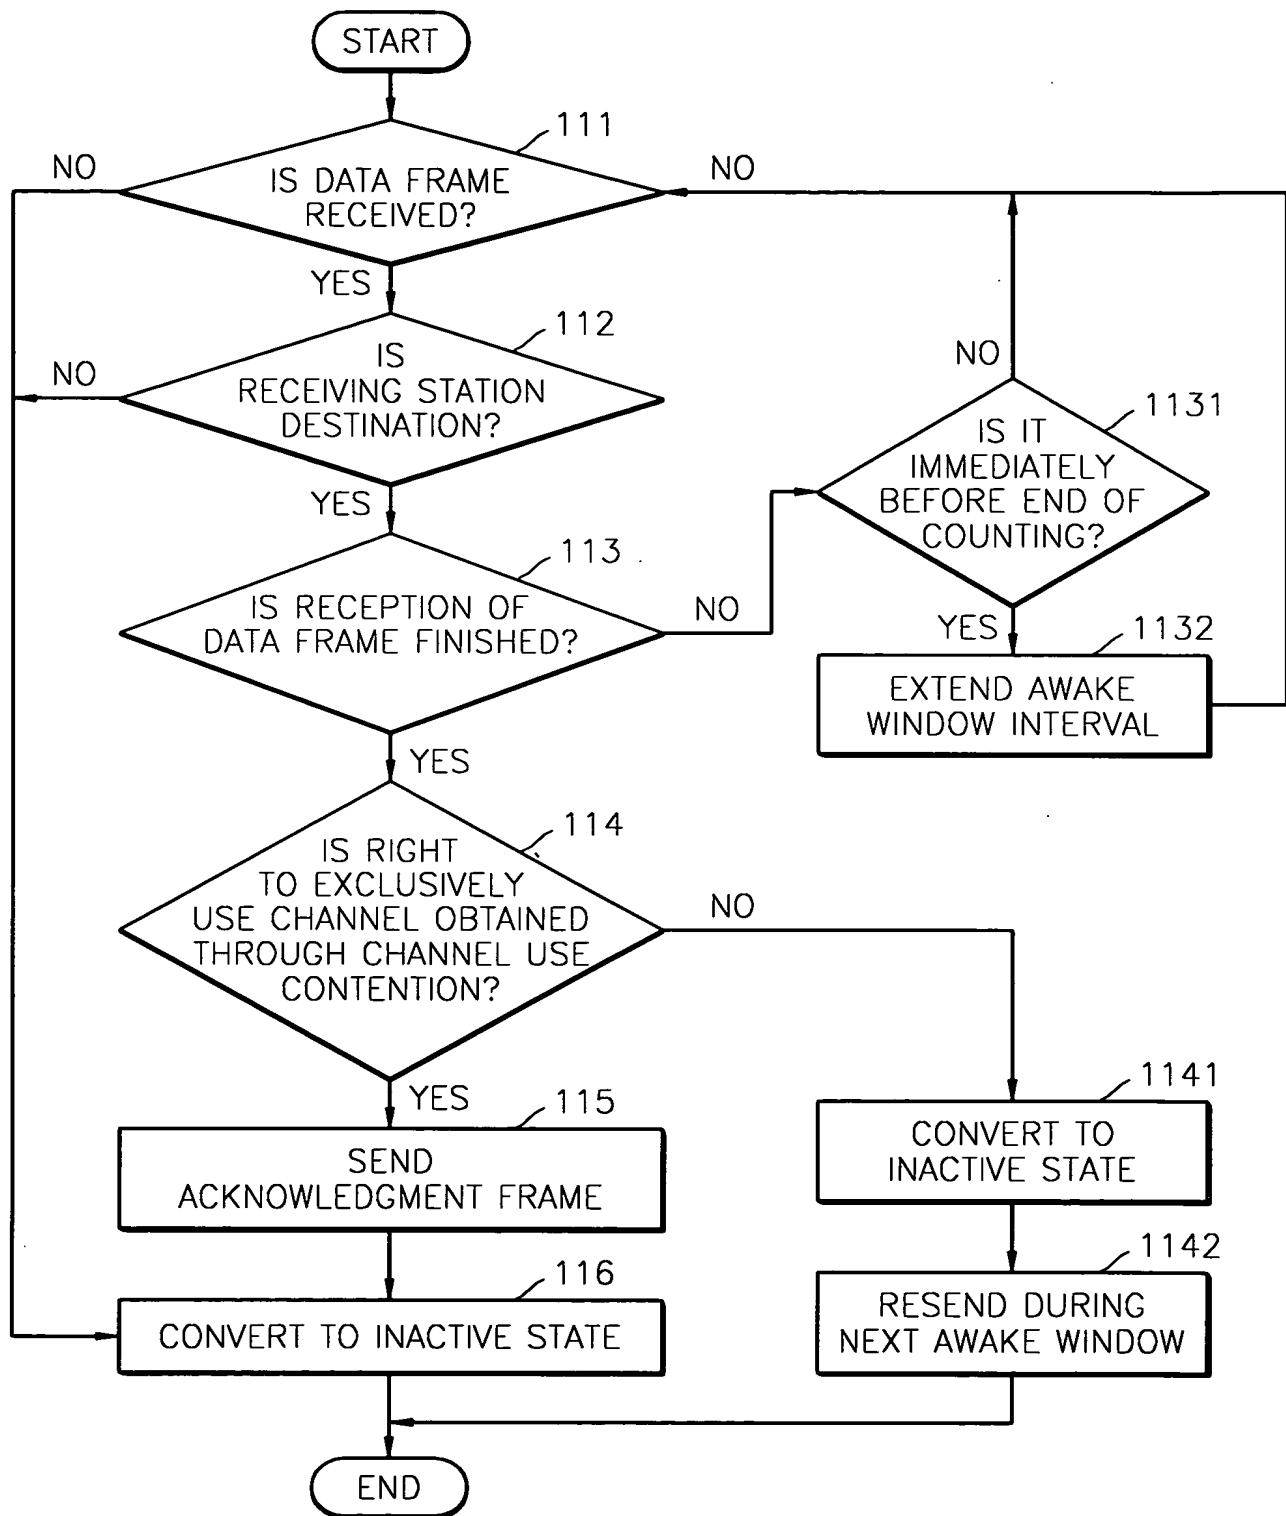 START
111
NO
IS DATA FRAME
RECEIVED?
NO
YES
112
NO
IS
RECEIVING STATION
DESTINATION?
YES
NO
1131
IS IT
IMMEDIATELY
BEFORE END OF
COUNTING?
113
IS RECEPTION OF
DATA FRAME FINISHED?
NO
YES
1132
EXTEND AWAKE
WINDOW INTERVAL
YES
114
IS RIGHT
TO EXCLUSIVELY
USE CHANNEL OBTAINED
THROUGH CHANNEL USE
CONTENTION?
NO
YES
115
SEND
ACKNOWLEDGMENT FRAME
1141
CONVERT TO
INACTIVE STATE
116
CONVERT TO INACTIVE STATE
1142
RESEND DURING
NEXT AWAKE WINDOW
END